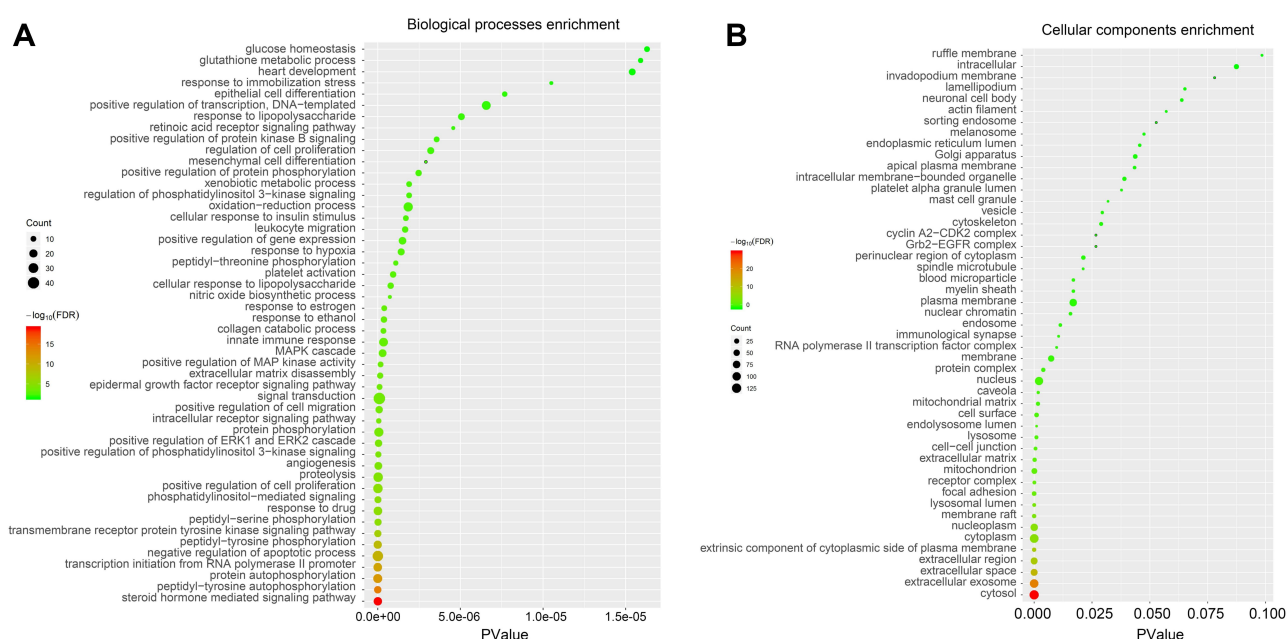 A
Biological processes enrichment
glucose homeostasis
glutathione metabolic process
heart development
response to immobilization stress
epithelial cell differentiation
positive regulation of transcription, DNA−templated
response to lipopolysaccharide
retinoic acid receptor signaling pathway
positive regulation of protein kinase B signaling
regulation of cell proliferation
mesenchymal cell differentiation
positive regulation of protein phosphorylation
xenobiotic metabolic process
regulation of phosphatidylinositol 3−kinase signaling
oxidation−reduction process
cellular response to insulin stimulus
leukocyte migration
positive regulation of gene expression
response to hypoxia
peptidyl−threonine phosphorylation
platelet activation
cellular response to lipopolysaccharide
nitric oxide biosynthetic process
response to estrogen
response to ethanol
collagen catabolic process
innate immune response
MAPK cascade
positive regulation of MAP kinase activity
extracellular matrix disassembly
epidermal growth factor receptor signaling pathway
signal transduction
positive regulation of cell migration
intracellular receptor signaling pathway
protein phosphorylation
positive regulation of ERK1 and ERK2 cascade
positive regulation of phosphatidylinositol 3−kinase signaling
angiogenesis
proteolysis
positive regulation of cell proliferation
phosphatidylinositol−mediated signaling
response to drug
peptidyl−serine phosphorylation
transmembrane receptor protein tyrosine kinase signaling pathway
peptidyl−tyrosine phosphorylation
negative regulation of apoptotic process
transcription initiation from RNA polymerase II promoter
protein autophosphorylation
peptidyl−tyrosine autophosphorylation
steroid hormone mediated signaling pathway
0.0e+00 5.0e−06 1.0e−05 1.5e−05
PValue
Count
10
20
30
40
−log10(FDR)
15
10
5
B
Cellular components enrichment
ruffle membrane
intracellular
invadopodium membrane
lamellipodium
neuronal cell body
actin filament
sorting endosome
melanosome
endoplasmic reticulum lumen
Golgi apparatus
apical plasma membrane
intracellular membrane−bounded organelle
platelet alpha granule lumen
mast cell granule
vesicle
cytoskeleton
cyclin A2−CDK2 complex
Grb2−EGFR complex
perinuclear region of cytoplasm
spindle microtubule
blood microparticle
myelin sheath
plasma membrane
nuclear chromatin
endosome
immunological synapse
RNA polymerase II transcription factor complex
membrane
protein complex
nucleus
caveola
mitochondrial matrix
cell surface
endolysosome lumen
lysosome
cell−cell junction
extracellular matrix
mitochondrion
receptor complex
focal adhesion
lysosomal lumen
membrane raft
nucleoplasm
cytoplasm
extrinsic component of cytoplasmic side of plasma membrane
extracellular region
extracellular space
extracellular exosome
cytosol
0.000 0.025 0.050 0.075 0.100
PValue
−log10(FDR)
30
20
10
0
Count
25
50
75
100
125